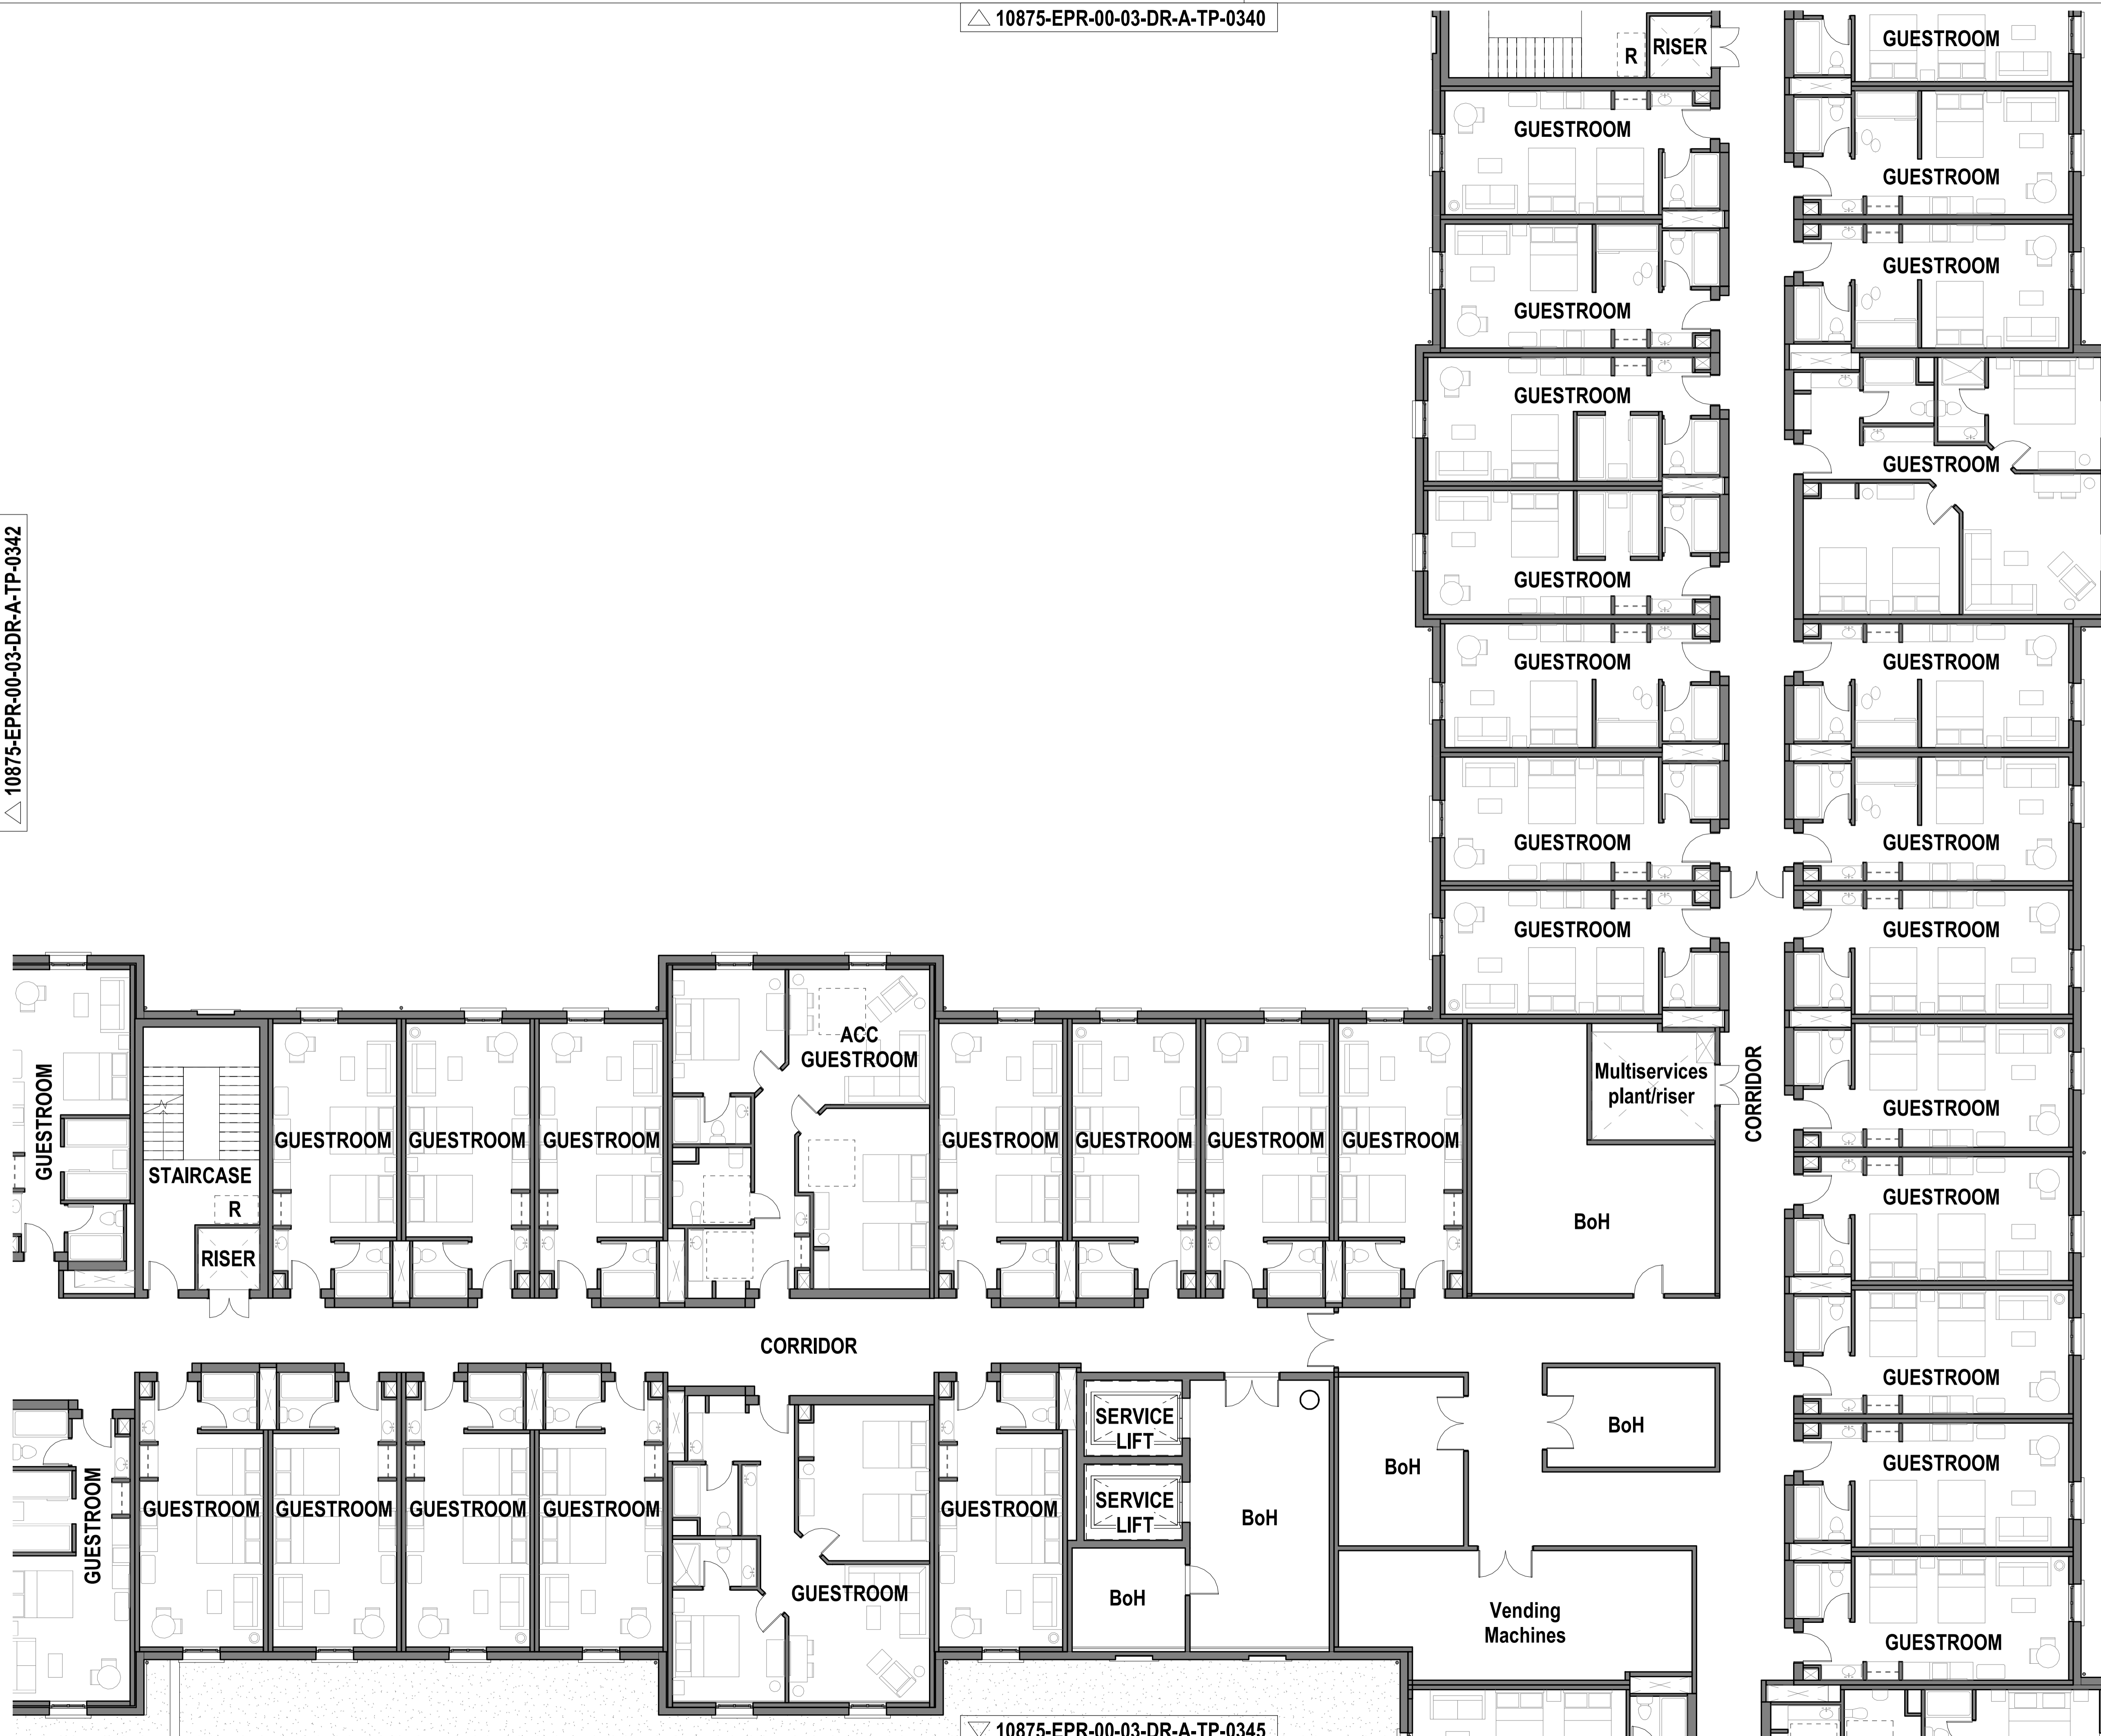 10875-EPR-00-03-DR-A-TP-0340
RISER
R
GUESTROOM
GUESTROOM
GUESTROOM
GUESTROOM
GUESTROOM
GUESTROOM
GUESTROOM
GUESTROOM
10875-EPR-00-03-DR-A-TP-0342
GUESTROOM
GUESTROOM
GUESTROOM
GUESTROOM
GUESTROOM
GUESTROOM
GUESTROOM
ACC
GUESTROOM
Multiservices
plant/riser
CORRIDOR
GUESTROOM
GUESTROOM
GUESTROOM
GUESTROOM
GUESTROOM
GUESTROOM
GUESTROOM
GUESTROOM
GUESTROOM
STAIRCASE
R
RISER
BoH
GUESTROOM
CORRIDOR
GUESTROOM
SERVICE
LIFT
BoH
BoH
GUESTROOM
SERVICE
LIFT
BoH
GUESTROOM
GUESTROOM
GUESTROOM
GUESTROOM
GUESTROOM
GUESTROOM
GUESTROOM
BoH
Vending
Machines
GUESTROOM
10875-EPR-00-03-DR-A-TP-0345